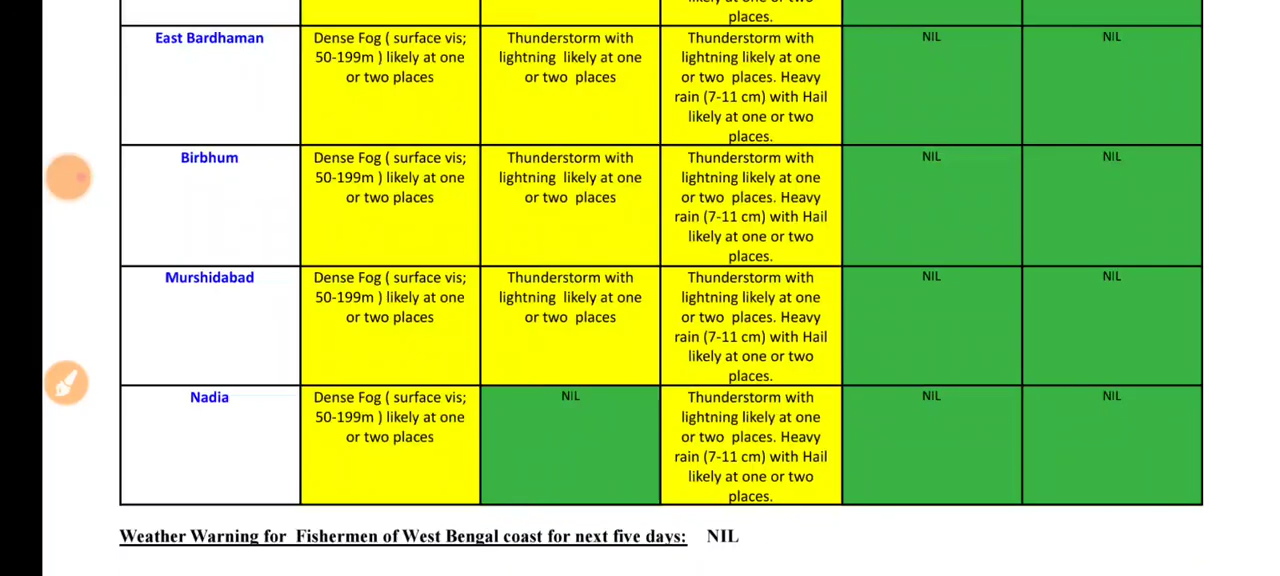 likely at one or two
places.
East Bardhaman
Dense Fog ( surface vis;
50-199m ) likely at one
or two places
Thunderstorm with
lightning likely at one
or two places
Thunderstorm with
lightning likely at one
or two places. Heavy
rain (7-11 cm) with Hail
likely at one or two
places.
NIL
NIL
Birbhum
Dense Fog ( surface vis;
50-199m ) likely at one
or two places
Thunderstorm with
lightning likely at one
or two places
Thunderstorm with
lightning likely at one
or two places. Heavy
rain (7-11 cm) with Hail
likely at one or two
places.
NIL
NIL
Murshidabad
Dense Fog ( surface vis;
50-199m ) likely at one
or two places
Thunderstorm with
lightning likely at one
or two places
Thunderstorm with
lightning likely at one
or two places. Heavy
rain (7-11 cm) with Hail
likely at one or two
places.
NIL
NIL
Nadia
Dense Fog ( surface vis;
50-199m ) likely at one
or two places
NIL
Thunderstorm with
lightning likely at one
or two places. Heavy
rain (7-11 cm) with Hail
likely at one or two
places.
NIL
NIL
Weather Warning for Fishermen of West Bengal coast for next five days: NIL